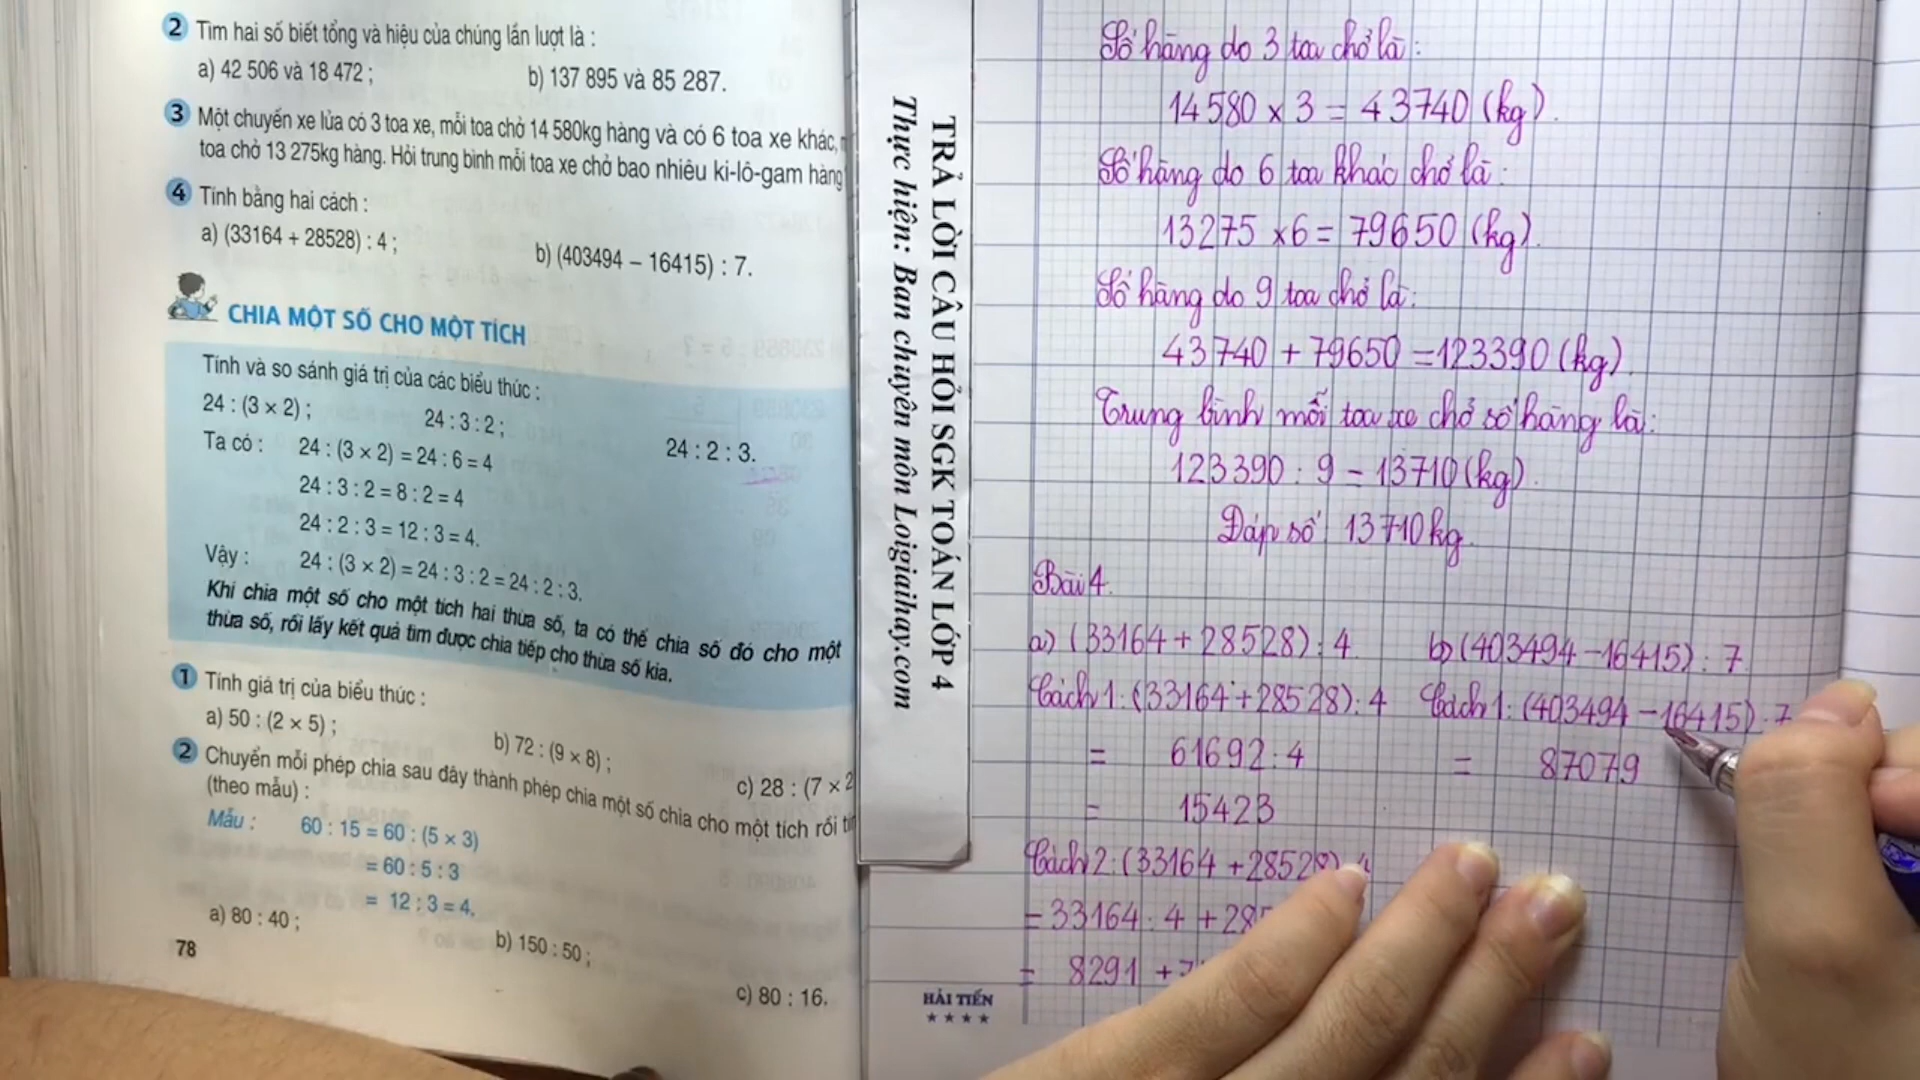 2 Tìm hai số biết tổng và hiệu của chúng lần lượt là :
a) 42 506 và 18 472 ;
b) 137 895 và 85 287.
3 Một chuyến xe lửa có 3 toa xe, mỗi toa chở 14 580kg hàng và có 6 toa xe khác,
toa chở 13 275kg hàng. Hỏi trung bình mỗi toa xe chở bao nhiêu ki-lô-gam hàng
4 Tính bằng hai cách :
a) (33164 + 28528) : 4 ;
b) (403494 – 16415) : 7.
CHIA MỘT SỐ CHO MỘT TÍCH
Tính và so sánh giá trị của các biểu thức :
24 : (3 × 2) ;
24 : 3 : 2 ;
24 : 2 : 3.
Ta có : 24 : (3 × 2) = 24 : 6 = 4
24 : 3 : 2 = 8 : 2 = 4
24 : 2 : 3 = 12 : 3 = 4.
Vậy : 24 : (3 × 2) = 24 : 3 : 2 = 24 : 2 : 3.
Khi chia một số cho một tích hai thừa số, ta có thể chia số đó cho một
thừa số, rồi lấy kết quả tìm được chia tiếp cho thừa số kia.
1 Tính giá trị của biểu thức :
a) 50 : (2 × 5) ;
b) 72 : (9 × 8) ;
c) 28 : (7 × 2
2 Chuyển mỗi phép chia sau đây thành phép chia một số chia cho một tích rồi
(theo mẫu) :
Mẫu : 60 : 15 = 60 : (5 × 3)
= 60 : 5 : 3
= 12 : 3 = 4.
a) 80 : 40 ;
b) 150 : 50 ;
c) 80 : 16.
78
TRẢ LỜI CÂU HỎI SGK TOÁN LỚP 4
Thực hiện: Ban chuyên môn Loigiaihay.com
HẢI TIẾN
Số hàng do 3 toa chở là:
14580 × 3 = 43740 (kg).
Số hàng do 6 toa khác chở là:
13275 × 6 = 79650 (kg).
Số hàng do 9 toa chở là:
43740 + 79650 = 123390 (kg).
Trung bình mỗi toa xe chở số hàng là:
123390 : 9 = 13710 (kg).
Đáp số 13710kg.
Bài 4.
a) (33164 + 28528) : 4.
b) (403494 – 16415) : 7
Cách 1: (33164 + 28528) : 4
Cách 1: (403494 – 16415) : 7
= 61692 : 4
= 87079
= 15423
=
Cách 2: (33164 + 28528)
= 33164 : 4 +
= 8291 +